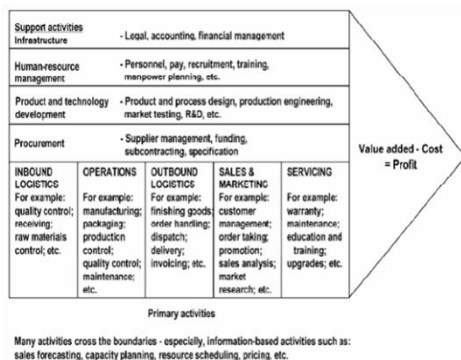 Support activities
Infrastructure - Legal, accounting, financial management
Human-resource - Personnel, pay, recruitment, training,
management manpower planning, etc.
Product and technology - Product and process design, production engineering,
development market testing, R&D, etc.
Procurement - Supplier management, funding,
subcontracting, specification
INBOUND
LOGISTICS
For example:
quality control;
receiving;
raw materials
control; etc.
OPERATIONS
For example:
manufacturing;
packaging;
production
control;
quality control;
maintenance;
etc.
OUTBOUND
LOGISTICS
For example:
finishing goods;
order handling;
dispatch;
delivery;
invoicing; etc.
SALES &
MARKETING
For example:
customer
management;
order taking;
promotion;
sales analysis;
market
research; etc.
SERVICING
For example:
warranty;
maintenance;
education and
training;
upgrades; etc.
Value added - Cost
= Profit
Primary activities
Many activities cross the boundaries - especially, information-based activities such as:
sales forecasting, capacity planning, resource scheduling, pricing, etc.